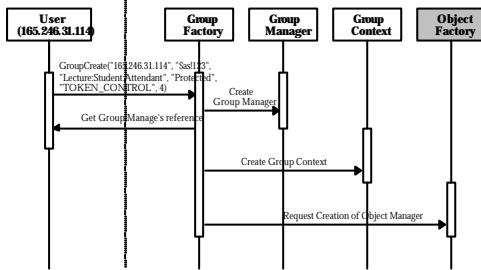 User
(165.246.31.114)
Group
Factory
Group
Manager
Group
Context
Object
Factory
GroupCreate("165.246.31.114", "Sas!123",
"Lecture:Student:Attendant", "Protected",
"TOKEN_CONTROL", 4)
Create
Group Manager
Get Group Manage's reference
Create Group Context
Request Creation of Object Manager